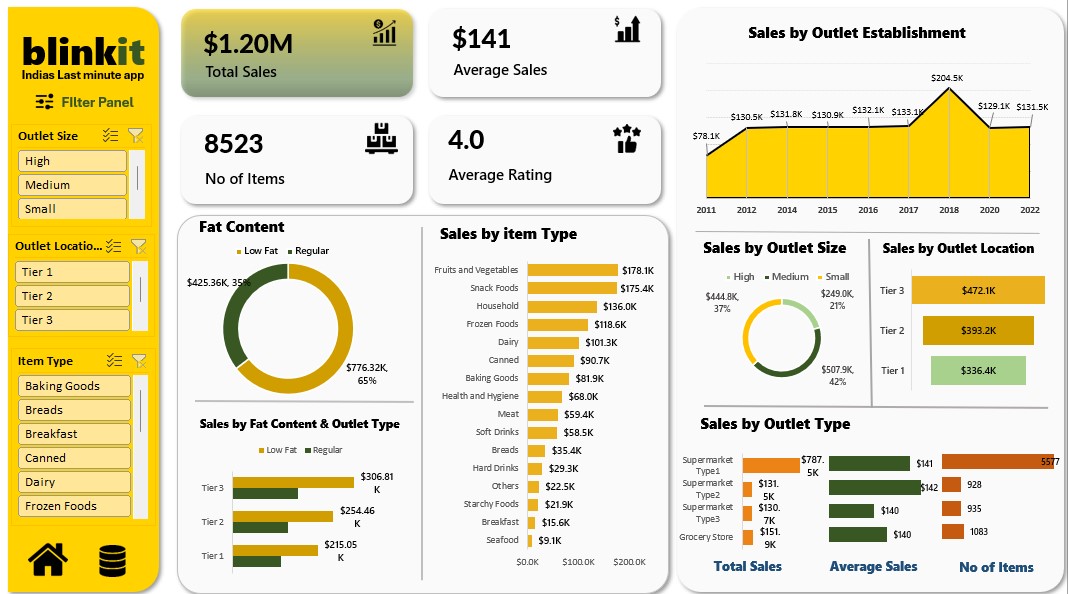 blinkit
Indias Last minute app
FIlter Panel
Outlet Size
High
Medium
Small
Outlet Locatio...
Tier 1
Tier 2
Tier 3
Item Type
Baking Goods
Breads
Breakfast
Canned
Dairy
Frozen Foods
$1.20M
Total Sales
$141
Average Sales
8523
No of Items
4.0
Average Rating
Fat Content
Low Fat Regular
$425.36K, 35%
$776.32K,
65%
Sales by Fat Content & Outlet Type
Low Fat Regular
Tier 3
$306.81
K
Tier 2
$254.46
K
Tier 1
$215.05
K
Sales by item Type
Fruits and Vegetables $178.1K
Snack Foods $175.4K
Household $136.0K
Frozen Foods $118.6K
Dairy $101.3K
Canned $90.7K
Baking Goods $81.9K
Health and Hygiene $68.0K
Meat $59.4K
Soft Drinks $58.5K
Breads $35.4K
Hard Drinks $29.3K
Others $22.5K
Starchy Foods $21.9K
Breakfast $15.6K
Seafood $9.1K
$0.0K $100.0K $200.0K
Sales by Outlet Establishment
$78.1K $130.5K $131.8K $130.9K $132.1K $133.1K $204.5K $129.1K $131.5K
2011 2012 2014 2015 2016 2017 2018 2020 2022
Sales by Outlet Size
High Medium Small
$444.8K,
37%
$249.0K,
21%
$507.9K,
42%
Sales by Outlet Location
Tier 3 $472.1K
Tier 2 $393.2K
Tier 1 $336.4K
Sales by Outlet Type
Supermarket
Type1
$787.
5K
$141
5577
Supermarket
Type2
$131.
5K
$142
928
Supermarket
Type3
$130.
7K
$140
935
Grocery Store
$151.
9K
$140
1083
Total Sales
Average Sales
No of Items